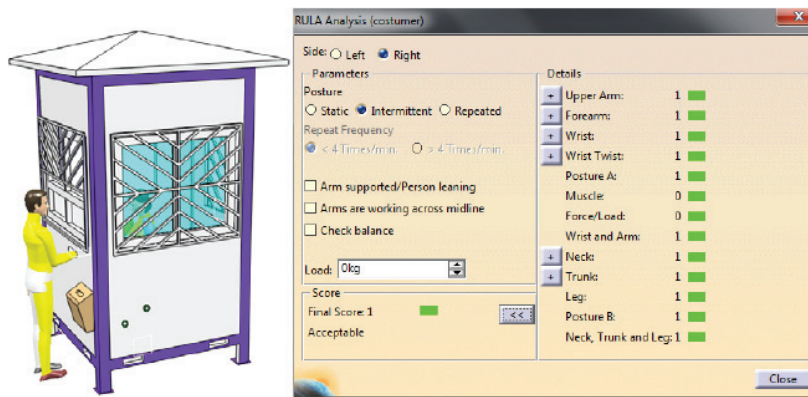 RULA Analysis (costumer)
Side: Left Right
Parameters
Posture
Static Intermittent Repeated
Repeat Frequency
< 4 Times/min. > 4 Times/min.
Arm supported/Person leaning
Arms are working across midline
Check balance
Load: 0kg
Score
Final Score: 1
<<
Acceptable
Details
+ Upper Arm: 1
+ Forearm: 1
+ Wrist: 1
+ Wrist Twist: 1
Posture A: 1
Muscle: 0
Force/Load: 0
Wrist and Arm: 1
+ Neck: 1
+ Trunk: 1
Leg: 1
Posture B: 1
Neck, Trunk and Leg: 1
Close